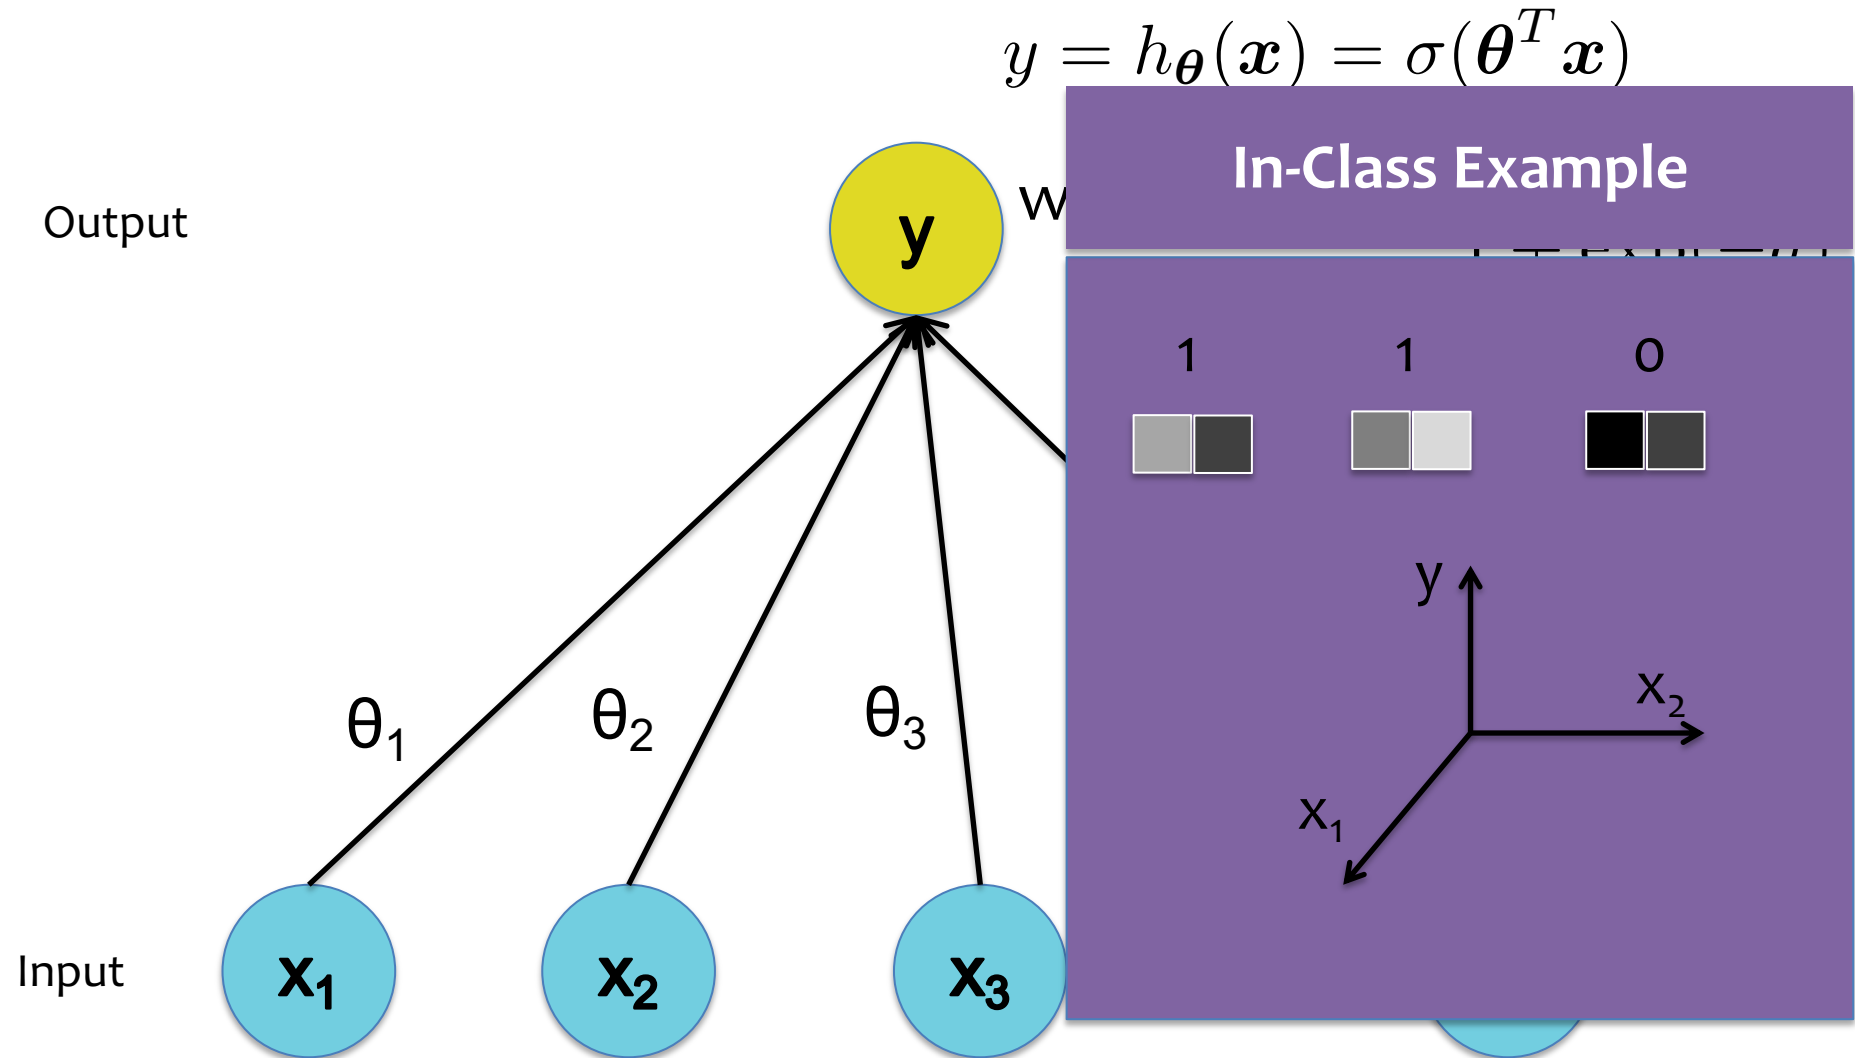 y = h_θ(x) = σ(θ^T x)
In-Class Example
Output
y
w
1 1 0
y
x₂
θ₁ θ₂ θ₃
x₁
Input
x₁ x₂ x₃